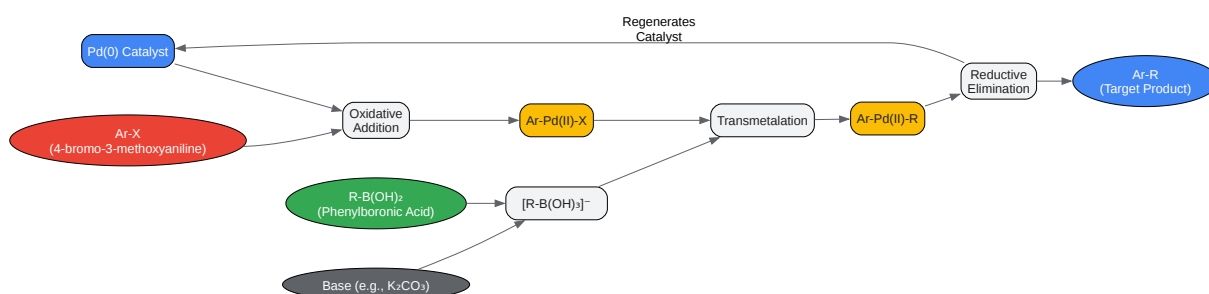 Regenerates
Catalyst
Pd(0) Catalyst
Reductive
Elimination
Ar-R
(Target Product)
Oxidative
Addition
Ar-Pd(II)-X
Transmetalation
Ar-Pd(II)-R
Ar-X
(4-bromo-3-methoxyaniline)
R-B(OH)₂
(Phenylboronic Acid)
[R-B(OH)₃]⁻
Base (e.g., K₂CO₃)